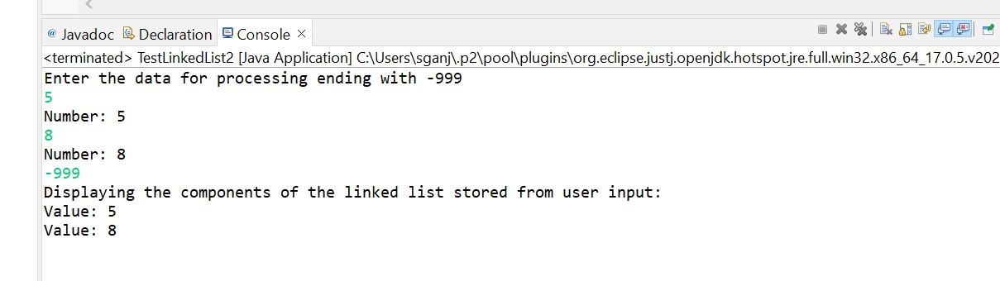 @ Javadoc Declaration Console ×
<terminated> TestLinkedList2 [Java Application] C:\Users\sganj\.p2\pool\plugins\org.eclipse.justj.openjdk.hotspot.jre.full.win32.x86_64_17.0.5.v202
Enter the data for processing ending with -999
5
Number: 5
8
Number: 8
-999
Displaying the components of the linked list stored from user input:
Value: 5
Value: 8